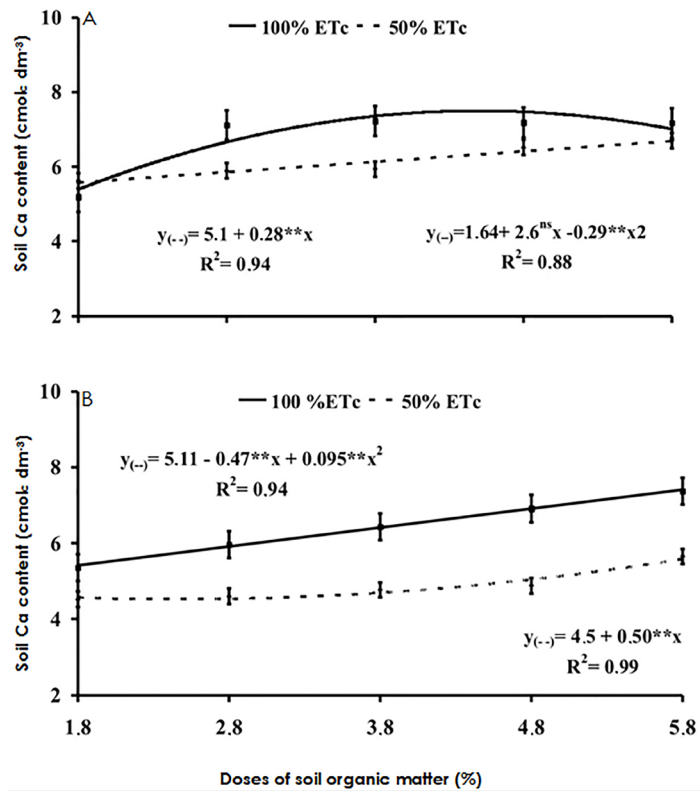 A
100% ETc 50% ETc
10
8
6
4
2
Soil Ca content (cmolc dm-³)
y(- -)= 5.1 + 0.28**x
R²= 0.94
y(–)=1.64+ 2.6nsx -0.29**x2
R²= 0.88
B
100 %ETc 50% ETc
10
8
6
4
2
Soil Ca content (cmolc dm-³)
y(--)= 5.11 - 0.47**x + 0.095**x²
R²= 0.94
y(- -)= 4.5 + 0.50**x
R²= 0.99
1.8 2.8 3.8 4.8 5.8
Doses of soil organic matter (%)